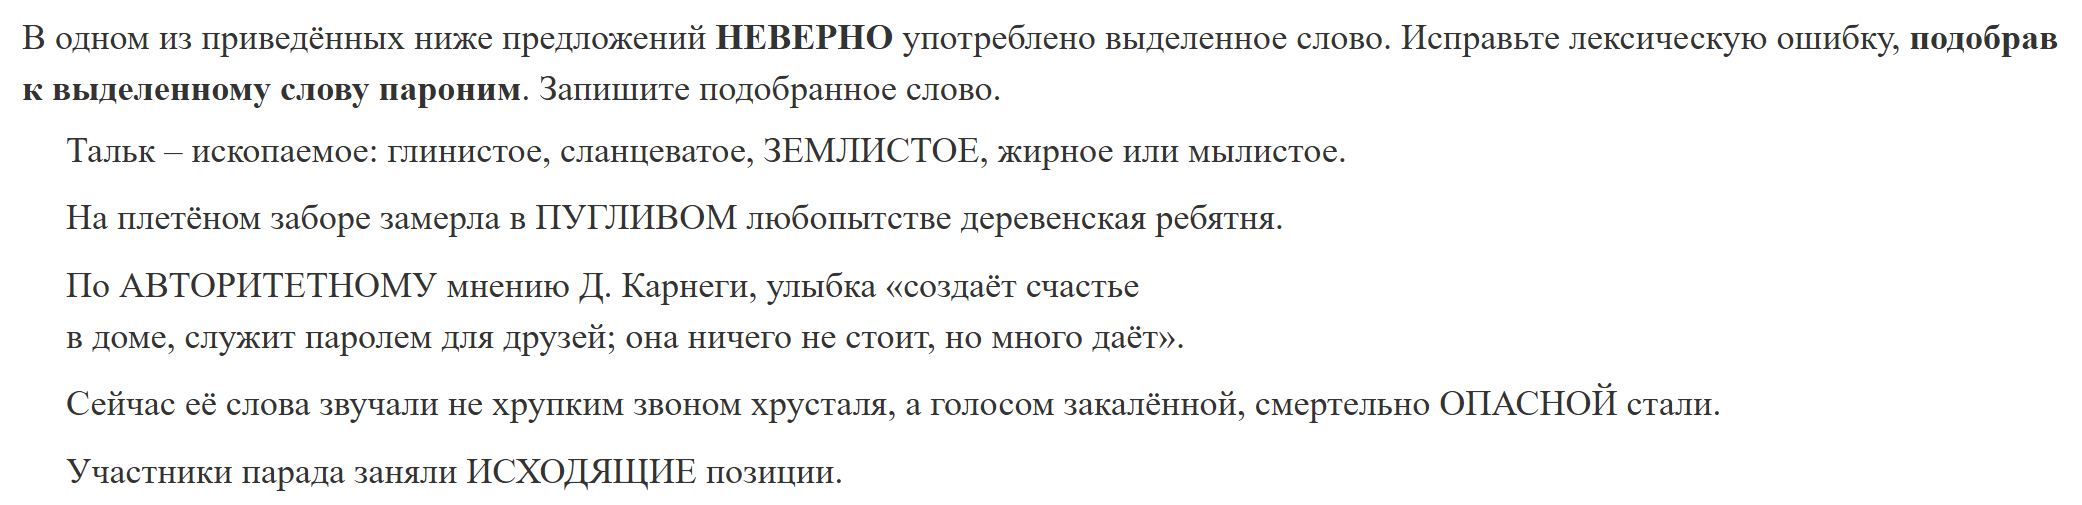 В одном из приведённых ниже предложений НЕВЕРНО употреблено выделенное слово. Исправьте лексическую ошибку, подобрав
к выделенному слову пароним. Запишите подобранное слово.
Тальк – ископаемое: глинистое, сланцеватое, ЗЕМЛИСТОЕ, жирное или мылистое.
На плетёном заборе замерла в ПУГЛИВОМ любопытстве деревенская ребятня.
По АВТОРИТЕТНОМУ мнению Д. Карнеги, улыбка «создаёт счастье
в доме, служит паролем для друзей; она ничего не стоит, но много даёт».
Сейчас её слова звучали не хрупким звоном хрусталя, а голосом закалённой, смертельно ОПАСНОЙ стали.
Участники парада заняли ИСХОДЯЩИЕ позиции.